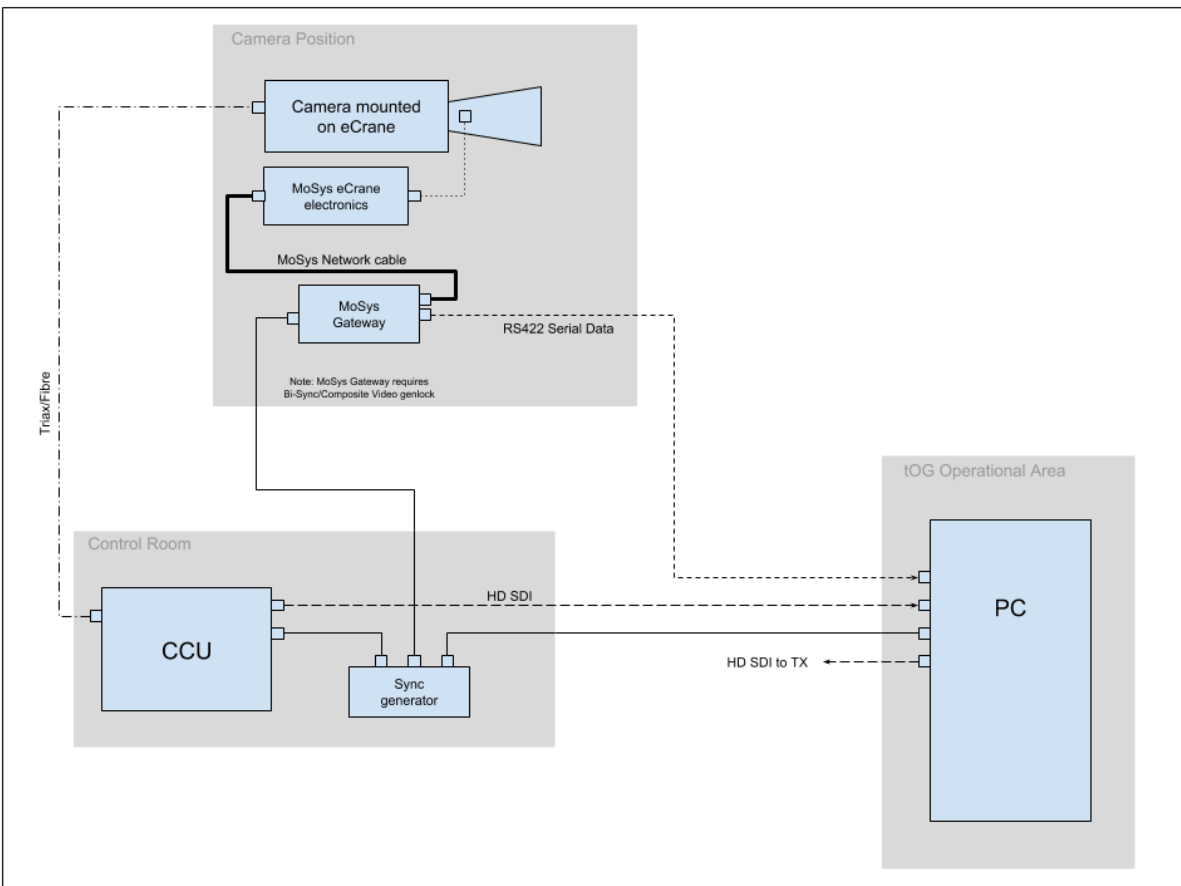 Camera Position
Camera mounted
on eCrane
MoSys eCrane
electronics
MoSys Network cable
MoSys
Gateway
RS422 Serial Data
Note: MoSys Gateway requires
Bi-Sync/Composite Video genlock
Triax/Fibre
tOG Operational Area
Control Room
HD SDI
CCU
PC
HD SDI to TX
Sync
generator